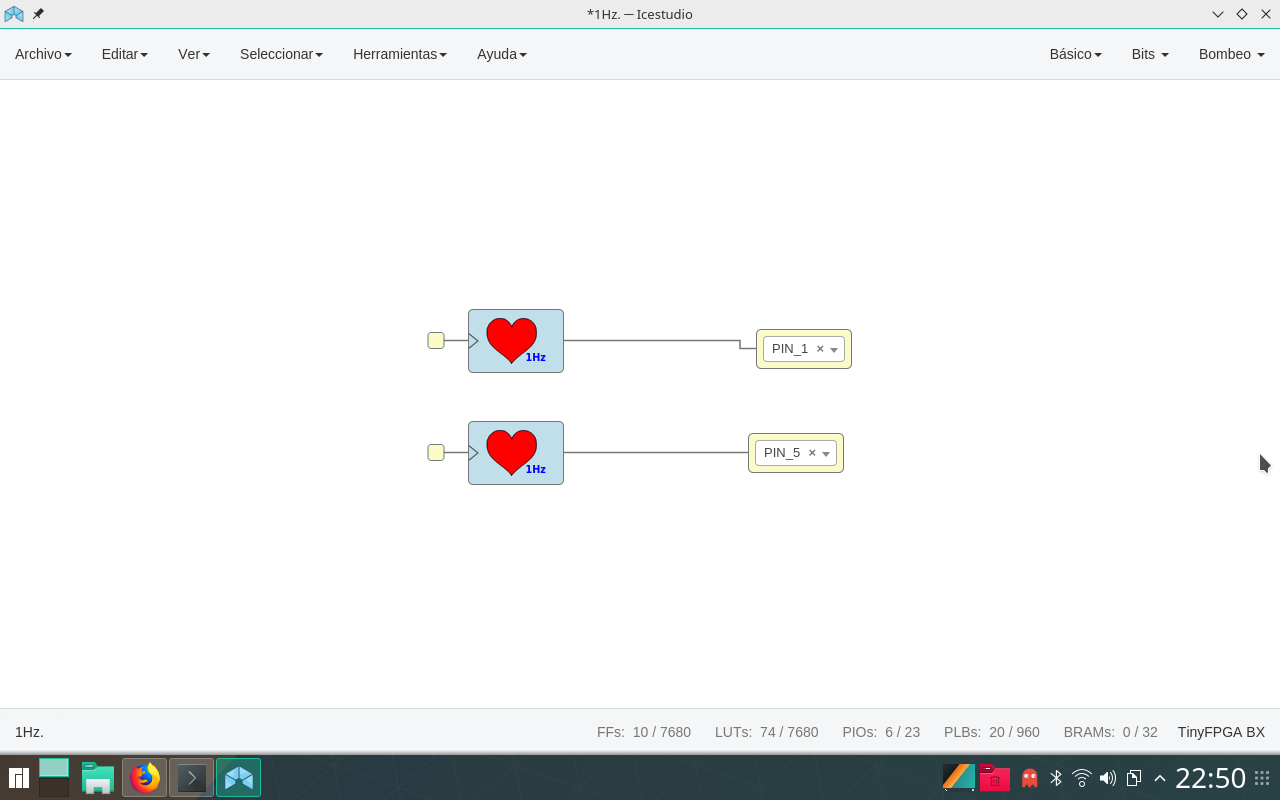 *1Hz. — Icestudio
Archivo Editar Ver Seleccionar Herramientas Ayuda Básico Bits Bombeo
1Hz
PIN_1 ×
1Hz
PIN_5 ×
1Hz. FFs: 10 / 7680 LUTs: 74 / 7680 PIOs: 6 / 23 PLBs: 20 / 960 BRAMs: 0 / 32 TinyFPGA BX
22:50